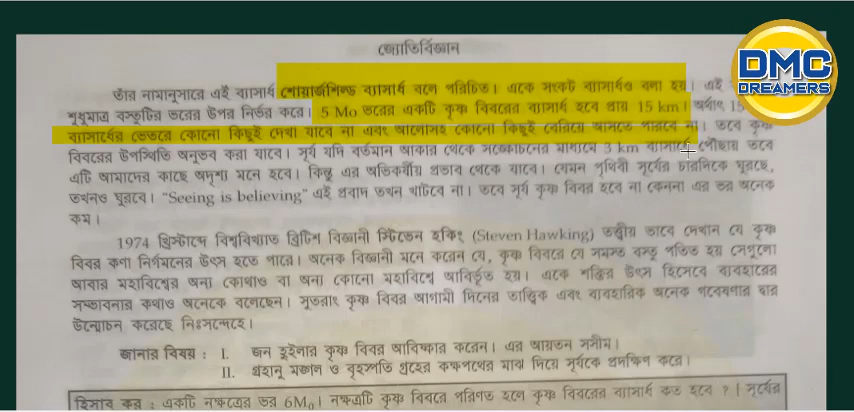 জ্যোতির্বিজ্ঞান
DMC
DREAMERS
তাঁর নামানুসারে এই ব্যাসার্ধ শোয়ার্জশিল্ড ব্যাসার্ধ বলে পরিচিত। একে সংকট ব্যাসার্ধও বলা হয়। এই
শুধুমাত্র বস্তুটির ভরের উপর নির্ভর করে। 5 Mo ভরের একটি কৃষ্ণ বিবরের ব্যাসার্ধ হবে প্রায় 15 km। অর্থাৎ 15
ব্যাসার্ধের ভেতরে কোনো কিছুই দেখা যাবে না এবং আলোসহ কোনো কিছুই বেরিয়ে আসতে পারবে না। তবে কৃষ্ণ
বিবরের উপস্থিতি অনুভব করা যাবে। সূর্য যদি বর্তমান আকার থেকে সঙ্কোচনের মাধ্যমে 3 km ব্যাসার্ধে পৌঁছায় তবে
এটি আমাদের কাছে অদৃশ্য মনে হবে। কিন্তু এর অভিকর্ষীয় প্রভাব থেকে যাবে। যেমন পৃথিবী সূর্যের চারদিকে ঘুরছে,
তখনও ঘুরবে। “Seeing is believing” এই প্রবাদ তখন খাটবে না। তবে সূর্য কৃষ্ণ বিবর হবে না কেননা এর ভর অনেক
কম।
1974 খ্রিস্টাব্দে বিশ্ববিখ্যাত ব্রিটিশ বিজ্ঞানী স্টিভেন হকিং (Steven Hawking) তত্ত্বীয় ভাবে দেখান যে কৃষ্ণ
বিবর কণা নির্গমনের উৎস হতে পারে। অনেক বিজ্ঞানী মনে করেন যে, কৃষ্ণ বিবরে যে সমস্ত বস্তু পতিত হয় সেগুলো
আবার মহাবিশ্বের অন্য কোথাও বা অন্য কোনো মহাবিশ্বে আবির্ভূত হয়। একে শক্তির উৎস হিসেবে ব্যবহারের
সম্ভাবনার কথাও অনেকে বলেছেন। সুতরাং কৃষ্ণ বিবর আগামী দিনের তাত্ত্বিক এবং ব্যবহারিক অনেক গবেষণার দ্বার
উন্মোচন করেছে নিঃসন্দেহে।
জানার বিষয় : I. জন হুইলার কৃষ্ণ বিবর আবিষ্কার করেন। এর আয়তন সসীম।
II. গ্রহানু মঙ্গল ও বৃহস্পতি গ্রহের কক্ষপথের মাঝ দিয়ে সূর্যকে প্রদক্ষিণ করে।
হিসাব কর : একটি নক্ষত্রের ভর 6M₀। নক্ষত্রটি কৃষ্ণ বিবরে পরিণত হলে কৃষ্ণ বিবরের ব্যাসার্ধ কত হবে ? | সূর্যের